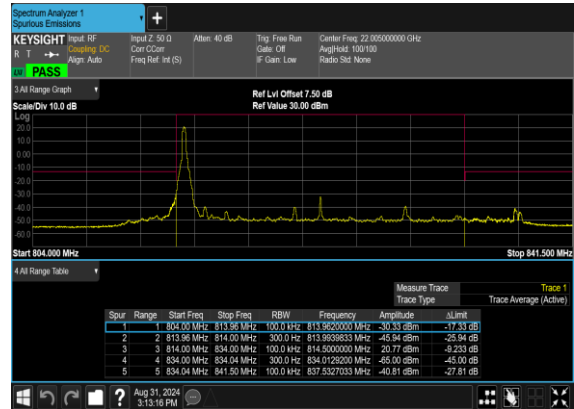 Spectrum Analyzer 1
Spurious Emissions
KEYSIGHT Input: RF Input Z: 50 Ω Atten: 40 dB Trig: Free Run Center Freq: 22.005000000 GHz
R T Coupling: DC Corr CCorr Gate: Off Avg|Hold: 100/100
Align: Auto Freq Ref: Int (S) IF Gain: Low Radio Std: None
PASS
3 All Range Graph
Ref Lvl Offset 7.50 dB
Scale/Div 10.0 dB Ref Value 30.00 dBm
Log
20.0
10.0
0.00
-10.0
-20.0
-30.0
-40.0
-50.0
-60.0
Start 804.000 MHz Stop 841.500 MHz
4 All Range Table
Measure Trace Trace 1
Trace Type Trace Average (Active)
Spur Range Start Freq Stop Freq RBW Frequency Amplitude ΔLimit
1 1 804.00 MHz 813.96 MHz 100.0 kHz 813.9620000 MHz -30.33 dBm -17.33 dB
2 2 813.96 MHz 814.00 MHz 300.0 Hz 813.9939833 MHz -45.94 dBm -25.94 dB
3 3 814.00 MHz 834.00 MHz 100.0 kHz 814.5000000 MHz 20.77 dBm -9.233 dB
4 4 834.00 MHz 834.04 MHz 300.0 Hz 834.0129200 MHz -65.00 dBm -45.00 dB
5 5 834.04 MHz 841.50 MHz 100.0 kHz 837.5327033 MHz -40.81 dBm -27.81 dB
Aug 31, 2024
3:13:16 PM